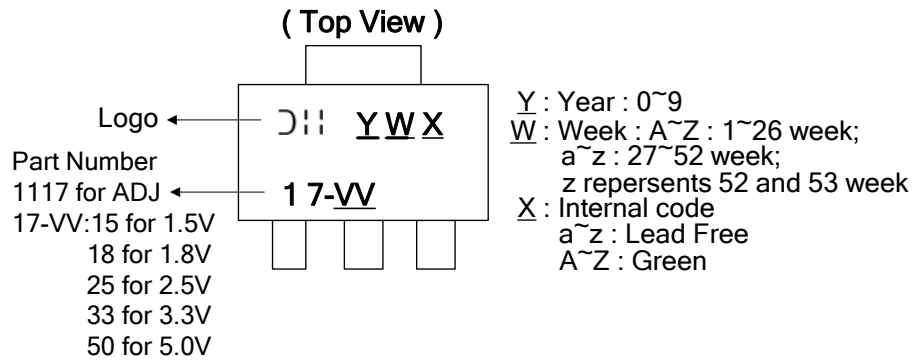 ( Top View )
Logo
Y W X
Part Number
1117 for ADJ
17-VV:15 for 1.5V
18 for 1.8V
25 for 2.5V
33 for 3.3V
50 for 5.0V
1 7-VV
Y : Year : 0~9
W : Week : A~Z : 1~26 week;
a~z : 27~52 week;
z repersents 52 and 53 week
X : Internal code
a~z : Lead Free
A~Z : Green